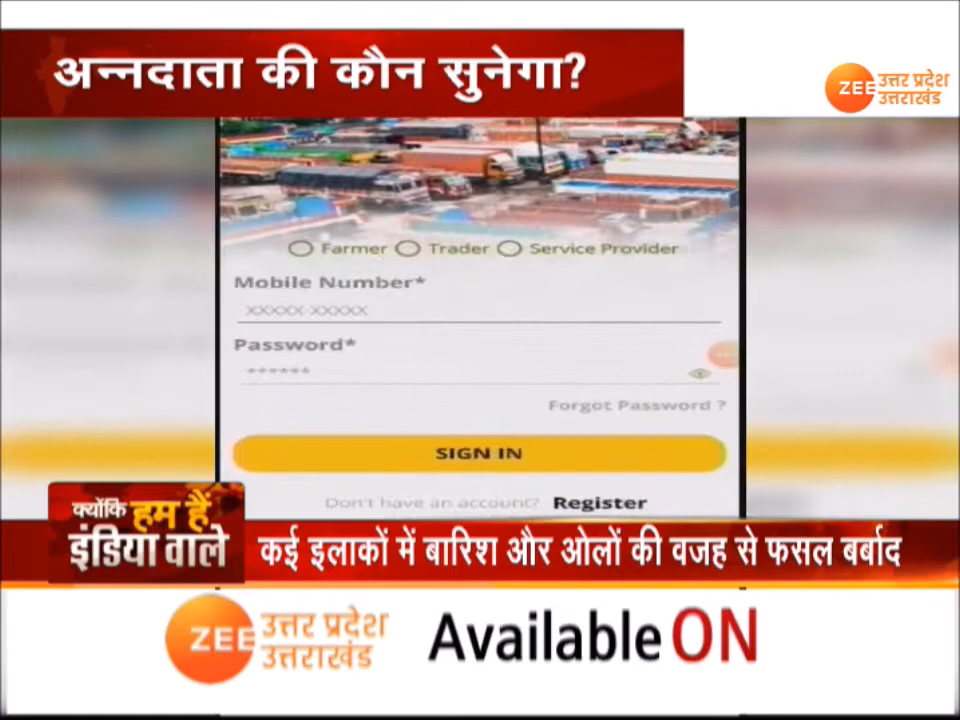 अन्नदाता की कौन सुनेगा?
ZEE उत्तर प्रदेश
उत्तराखंड
Farmer Trader Service Provider
Mobile Number*
XXXXX-XXXXX
Password*
******
Forgot Password ?
SIGN IN
Don't have an account? Register
क्योंकि हम हैं
इंडिया वाले
कई इलाकों में बारिश और ओलों की वजह से फसल बर्बाद
ZEE उत्तर प्रदेश
उत्तराखंड
Available ON